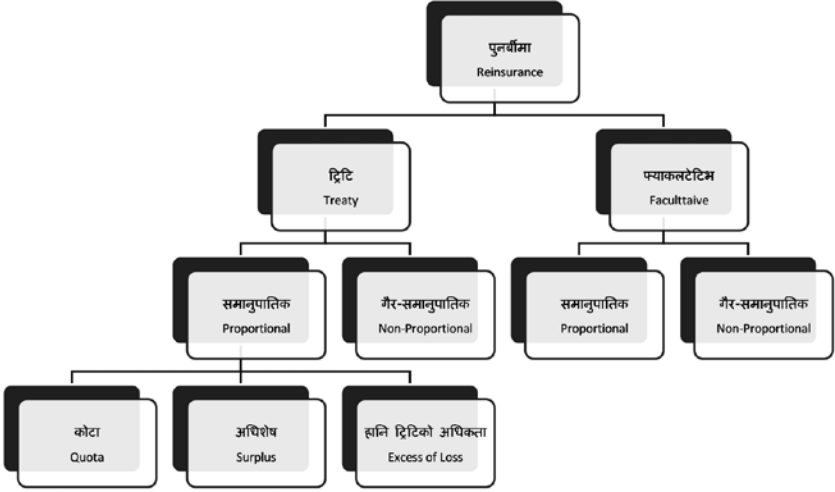 पुनर्बीमा
Reinsurance
ट्रिटि
Treaty
फ्याकलटेटिभ
Faculttaive
समानुपातिक
Proportional
गैर-समानुपातिक
Non-Proportional
समानुपातिक
Proportional
गैर-समानुपातिक
Non-Proportional
कोटा
Quota
अधिशेष
Surplus
हानि ट्रिटिको अधिकता
Excess of Loss